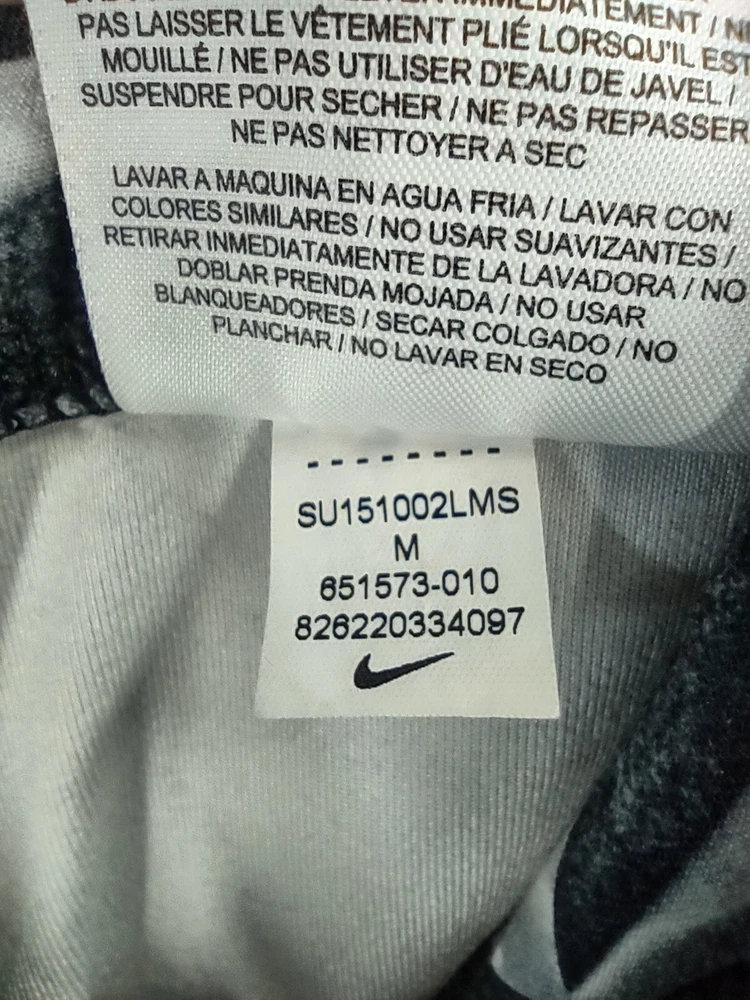 IMMÉDIATEMENT /
PAS LAISSER LE VÊTEMENT PLIÉ LORSQU'IL EST
MOUILLÉ / NE PAS UTILISER D'EAU DE JAVEL /
SUSPENDRE POUR SECHER / NE PAS REPASSER
NE PAS NETTOYER A SEC
LAVAR A MAQUINA EN AGUA FRIA / LAVAR CON
COLORES SIMILARES / NO USAR SUAVIZANTES /
RETIRAR INMEDIATAMENTE DE LA LAVADORA / NO
DOBLAR PRENDA MOJADA / NO USAR
BLANQUEADORES / SECAR COLGADO / NO
PLANCHAR / NO LAVAR EN SECO
SU151002LMS
M
651573-010
826220334097